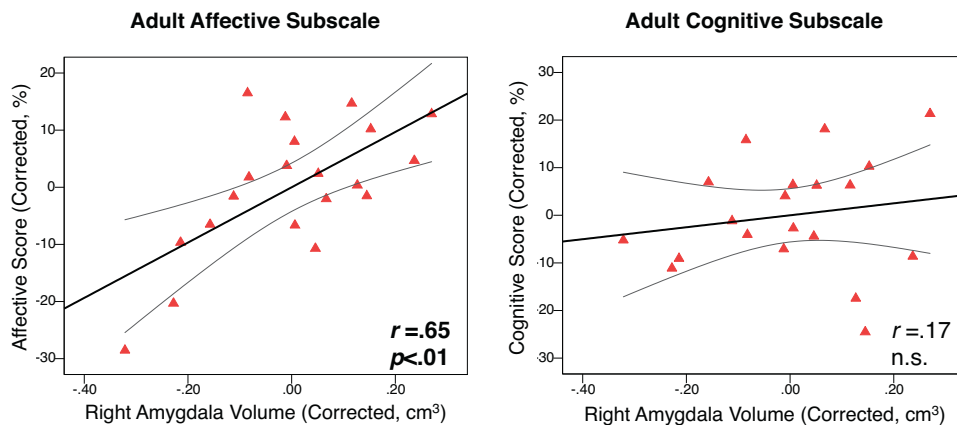 Adult Affective Subscale
Affective Score (Corrected, %)
20
10
0
-10
-20
-30
-.40
-.20
.00
.20
r =.65
p<.01
Right Amygdala Volume (Corrected, cm³)
Adult Cognitive Subscale
Cognitive Score (Corrected, %)
30
20
10
0
-10
-20
-30
-.40
-.20
.00
.20
r =.17
n.s.
Right Amygdala Volume (Corrected, cm³)